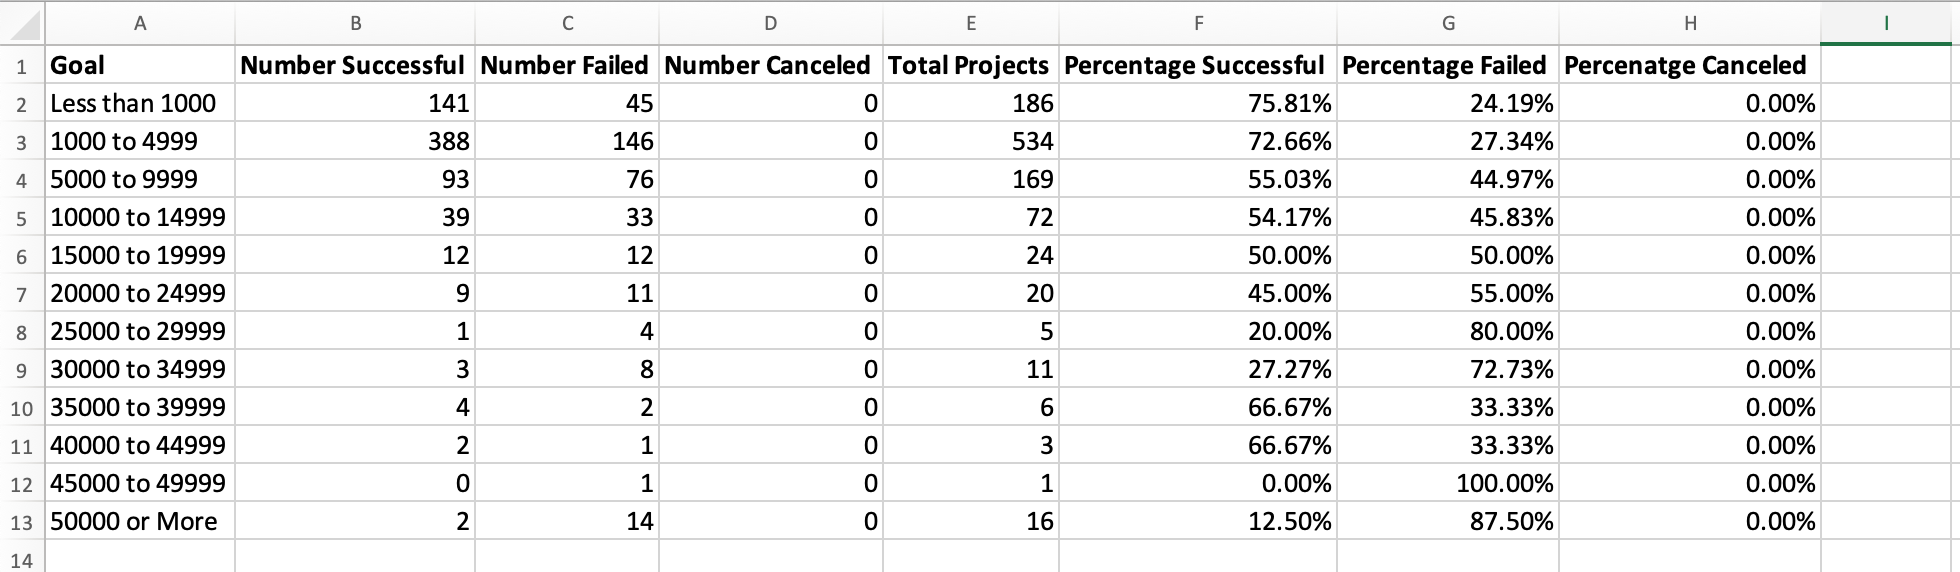 A B C D E F G H I
1 Goal Number Successful Number Failed Number Canceled Total Projects Percentage Successful Percentage Failed Percenatge Canceled
2 Less than 1000 141 45 0 186 75.81% 24.19% 0.00%
3 1000 to 4999 388 146 0 534 72.66% 27.34% 0.00%
4 5000 to 9999 93 76 0 169 55.03% 44.97% 0.00%
5 10000 to 14999 39 33 0 72 54.17% 45.83% 0.00%
6 15000 to 19999 12 12 0 24 50.00% 50.00% 0.00%
7 20000 to 24999 9 11 0 20 45.00% 55.00% 0.00%
8 25000 to 29999 1 4 0 5 20.00% 80.00% 0.00%
9 30000 to 34999 3 8 0 11 27.27% 72.73% 0.00%
10 35000 to 39999 4 2 0 6 66.67% 33.33% 0.00%
11 40000 to 44999 2 1 0 3 66.67% 33.33% 0.00%
12 45000 to 49999 0 1 0 1 0.00% 100.00% 0.00%
13 50000 or More 2 14 0 16 12.50% 87.50% 0.00%
14